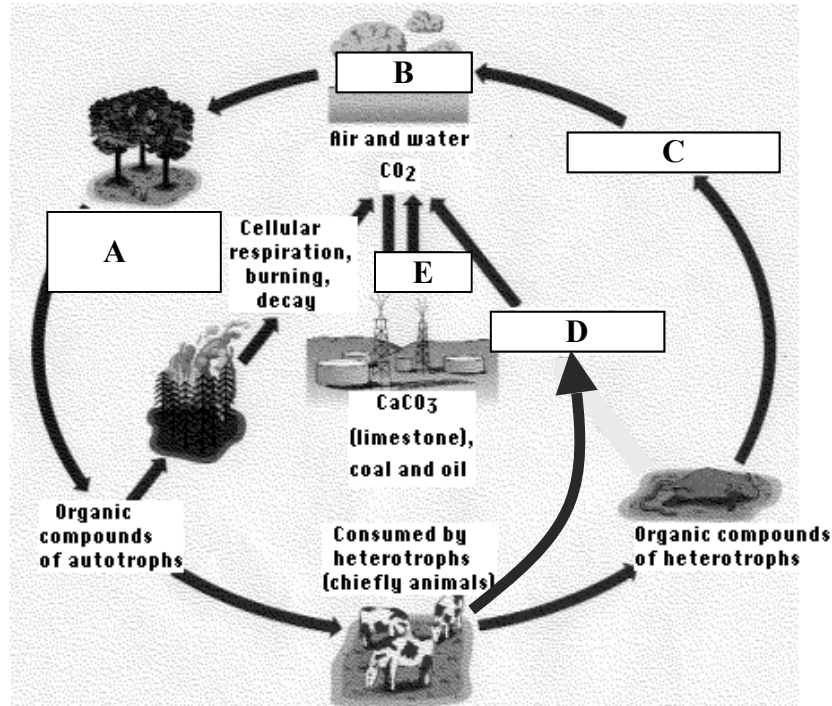 B
Air and water
CO2
C
A
Cellular
respiration,
burning,
decay
E
D
CaCO3
(limestone),
coal and oil
Organic
compounds
of autotrophs
Consumed by
heterotrophs
(chiefly animals)
Organic compounds
of heterotrophs